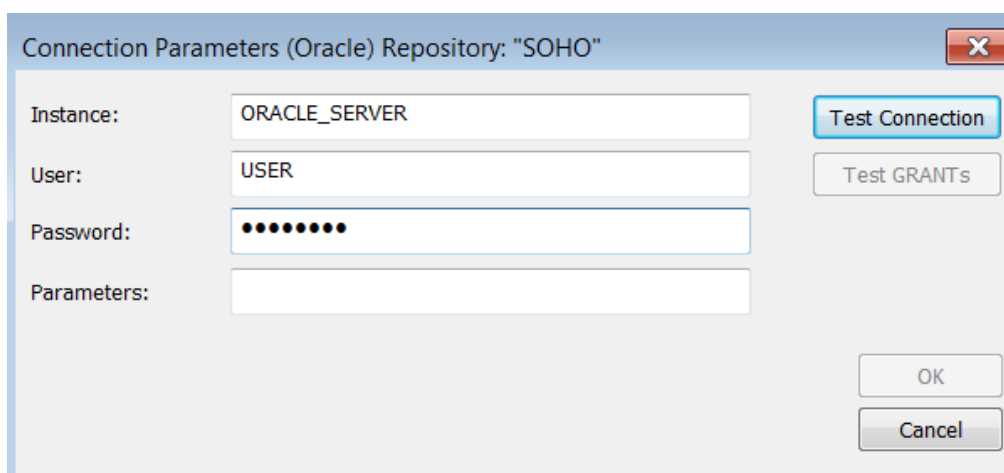 Connection Parameters (Oracle) Repository: "SOHO"
Instance: ORACLE_SERVER Test Connection
User: USER Test GRANTs
Password: ●●●●●●●●
Parameters:
OK
Cancel